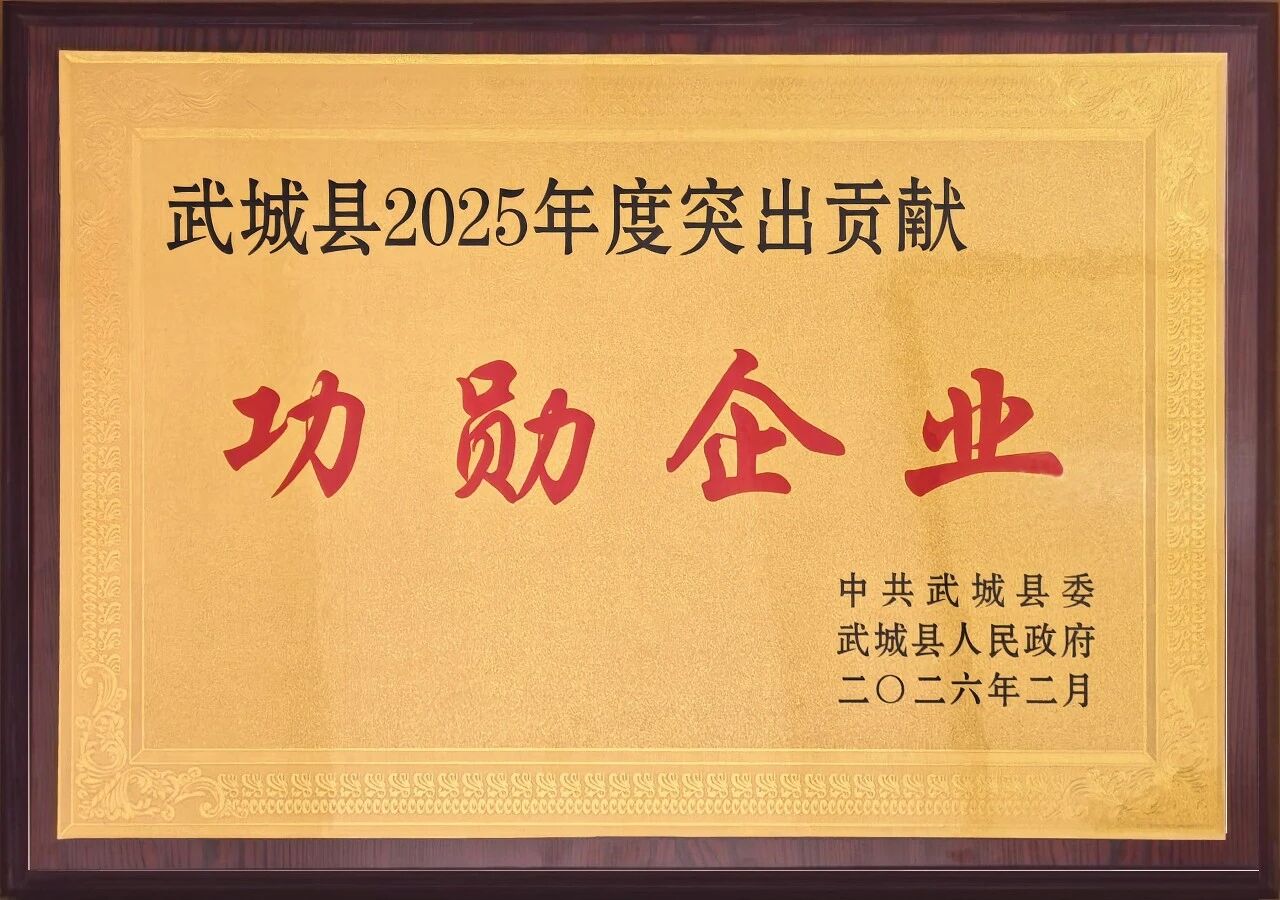 武城县2025年度突出贡献
功勋企业
中共武城县委
武城县人民政府
二〇二六年二月